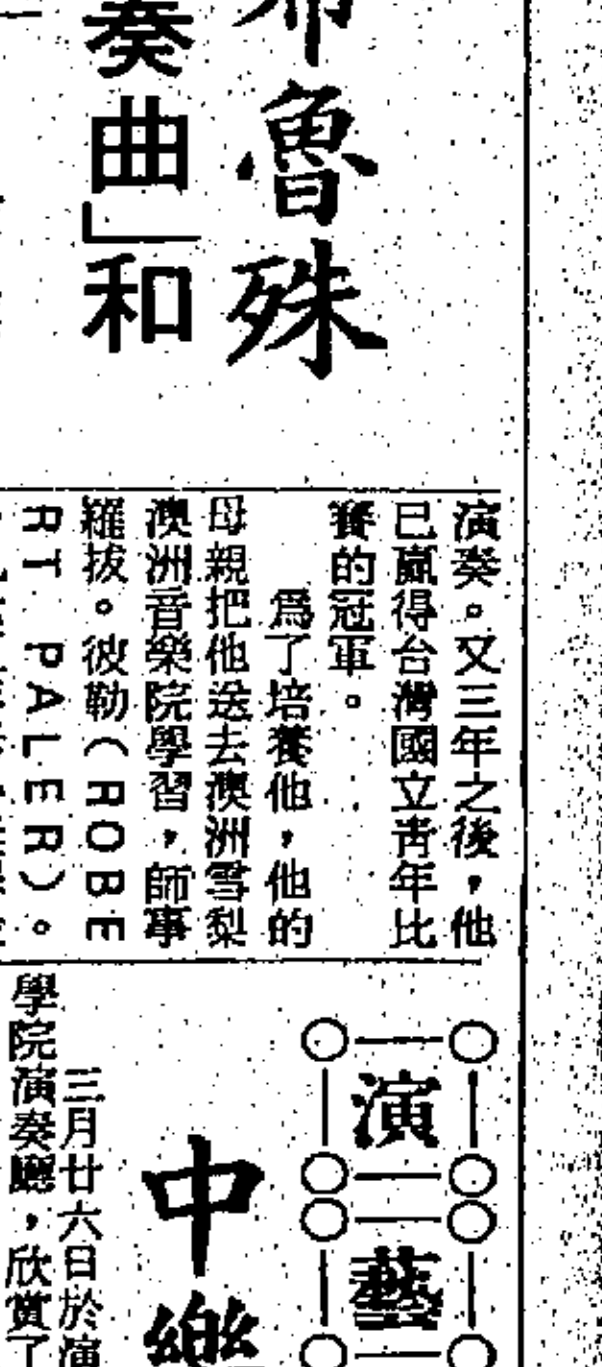 魯殊
奏曲」和
演奏。又三年之後，他
已贏得台灣國立青年比
賽的冠軍。
為了培養他，他的
母親把他送去澳洲雪梨
澳洲音樂院學習，師事
羅拔。彼勒（ROBE
RT PALER）。
演藝
中樂
三月廿六日於演
學院演奏廳，欣賞了